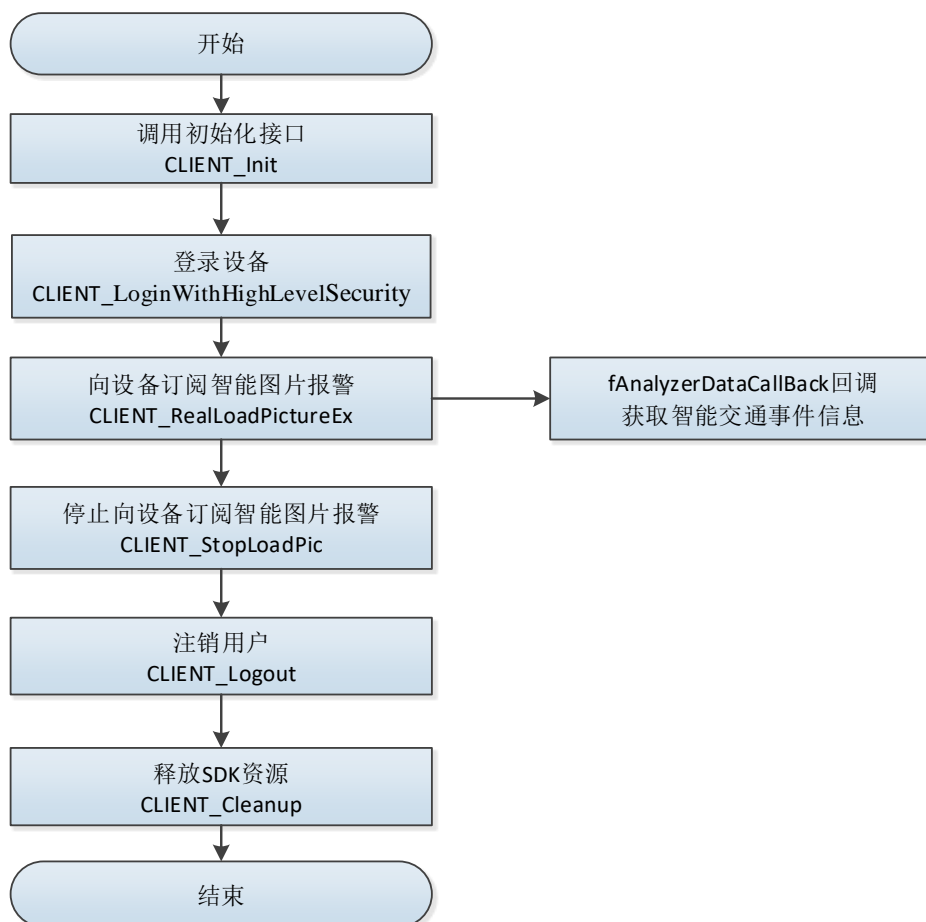 开始
调用初始化接口
CLIENT_Init
登录设备
CLIENT_LoginWithHighLevelSecurity
向设备订阅智能图片报警
CLIENT_RealLoadPictureEx
fAnalyzerDataCallBack回调
获取智能交通事件信息
停止向设备订阅智能图片报警
CLIENT_StopLoadPic
注销用户
CLIENT_Logout
释放SDK资源
CLIENT_Cleanup
结束